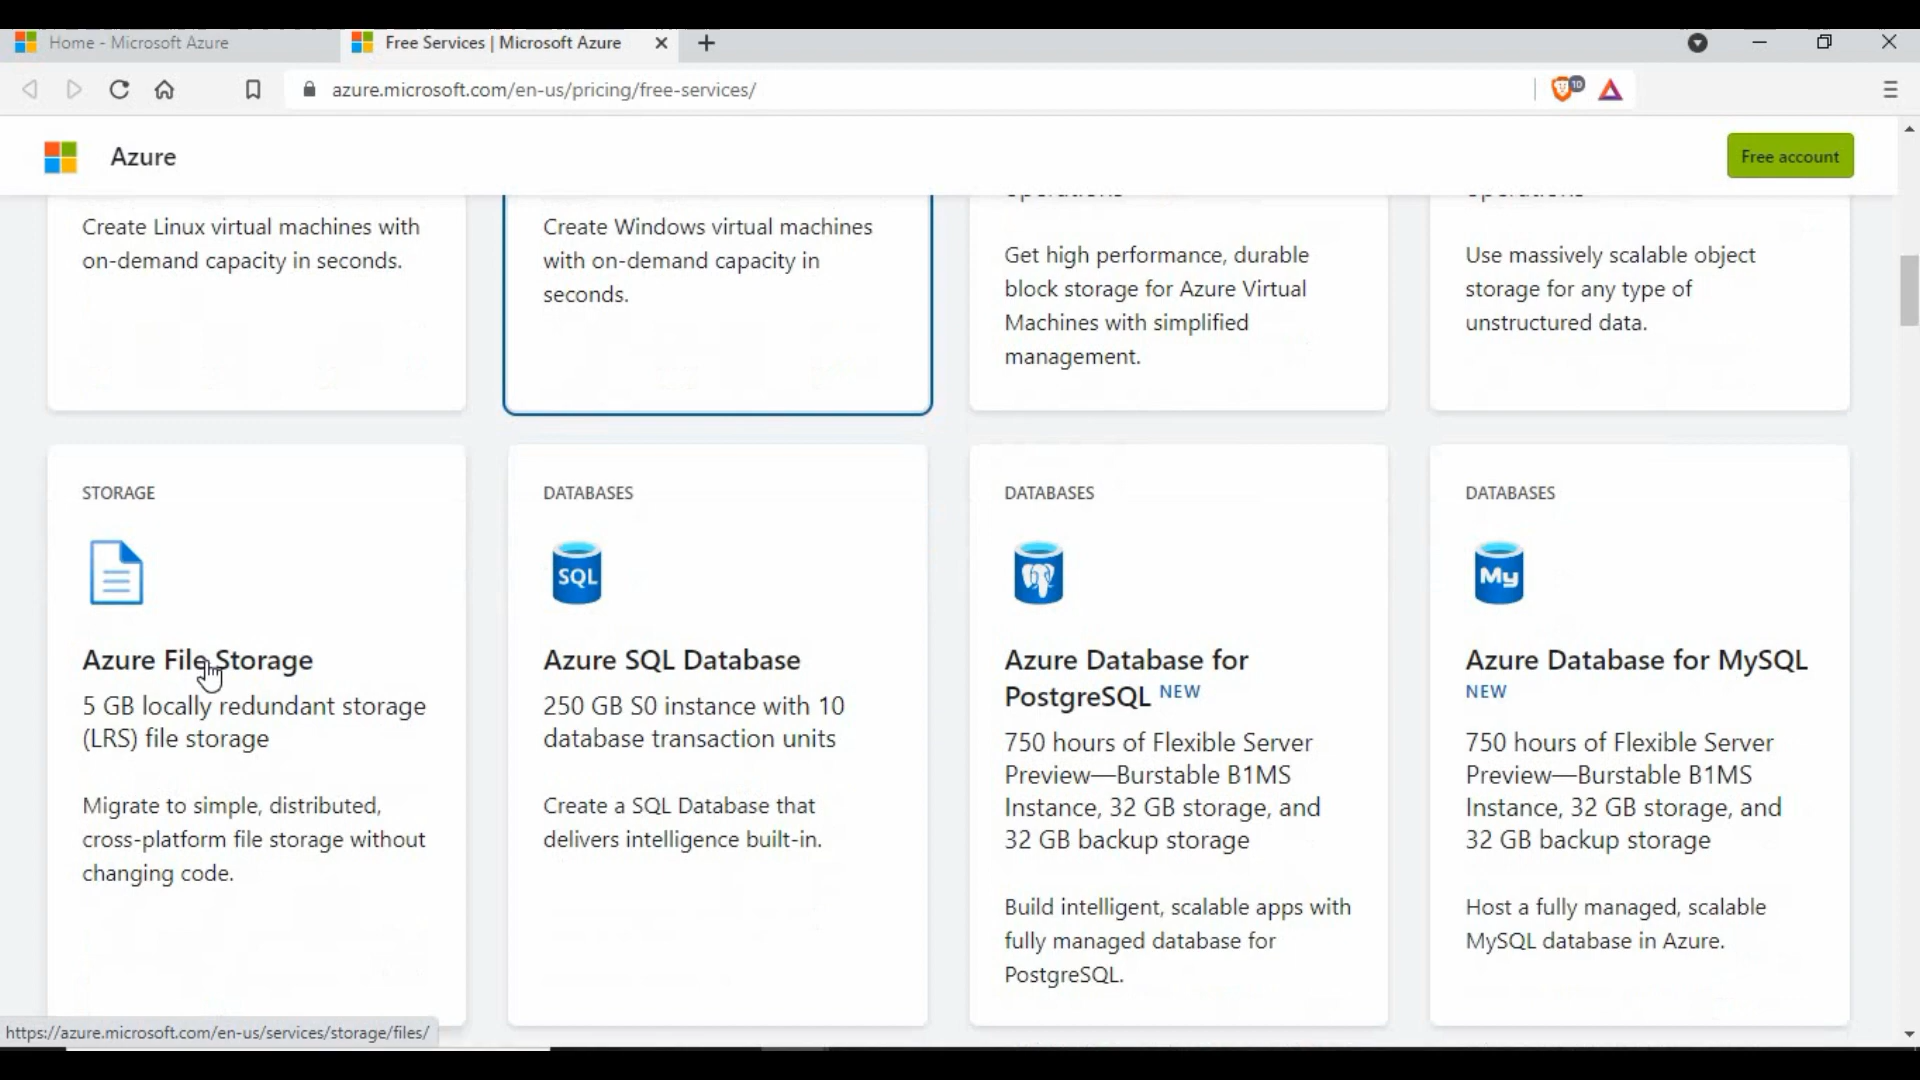 Home - Microsoft Azure
Free Services | Microsoft Azure
azure.microsoft.com/en-us/pricing/free-services/
10
Azure
Free account
Create Linux virtual machines with
on-demand capacity in seconds.
Create Windows virtual machines
with on-demand capacity in
seconds.
Get high performance, durable
block storage for Azure Virtual
Machines with simplified
management.
Use massively scalable object
storage for any type of
unstructured data.
STORAGE
Azure File Storage
5 GB locally redundant storage
(LRS) file storage
Migrate to simple, distributed,
cross-platform file storage without
changing code.
DATABASES
SQL
Azure SQL Database
250 GB S0 instance with 10
database transaction units
Create a SQL Database that
delivers intelligence built-in.
DATABASES
Azure Database for
PostgreSQL NEW
750 hours of Flexible Server
Preview—Burstable B1MS
Instance, 32 GB storage, and
32 GB backup storage
Build intelligent, scalable apps with
fully managed database for
PostgreSQL.
DATABASES
My
Azure Database for MySQL
NEW
750 hours of Flexible Server
Preview—Burstable B1MS
Instance, 32 GB storage, and
32 GB backup storage
Host a fully managed, scalable
MySQL database in Azure.
https://azure.microsoft.com/en-us/services/storage/files/